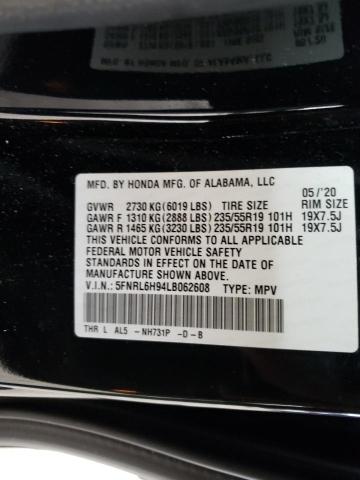 MFD. BY HONDA MFG. OF ALABAMA, LLC 05/'20
GVWR 2730 KG(6019 LBS) TIRE SIZE RIM SIZE
GAWR F 1310 KG(2888 LBS) 235/55R19 101H 19X7.5J
GAWR R 1465 KG(3230 LBS) 235/55R19 101H 19X7.5J
THIS VEHICLE CONFORMS TO ALL APPLICABLE
FEDERAL MOTOR VEHICLE SAFETY STANDARDS
IN EFFECT ON THE DATE OF MANUFACTURE SHOWN ABOVE.
V.I.N.: 5FNRL6H94LB062608 TYPE: MPV
THR L AL5 -NH731P -D-B